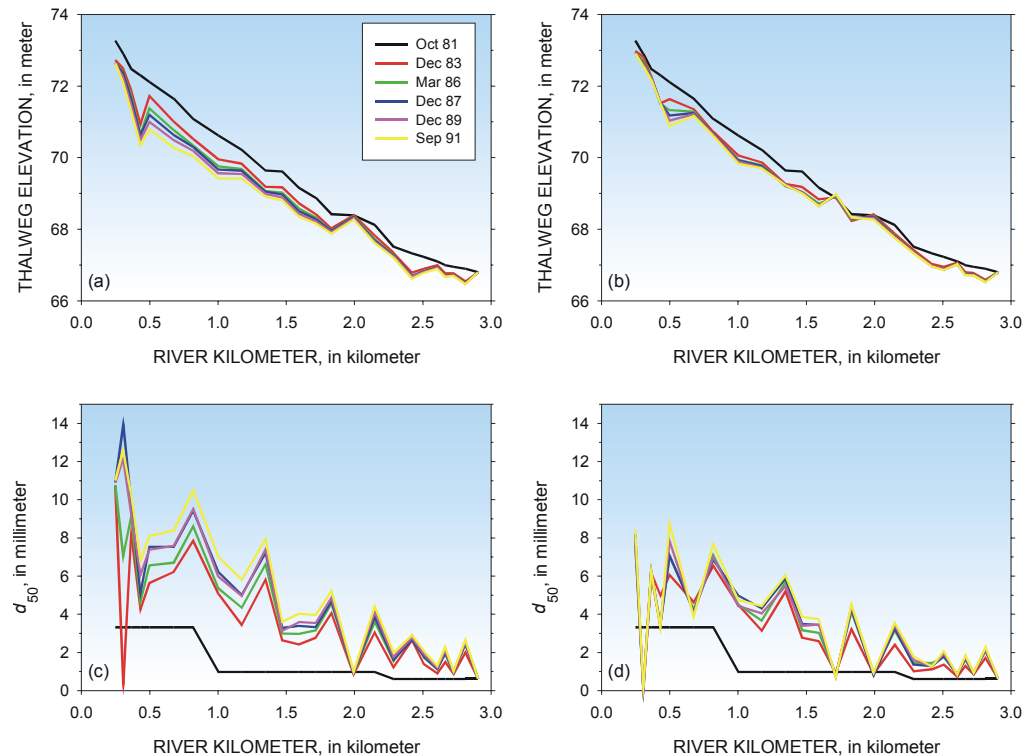 74
72
70
68
66
THALWEG ELEVATION, in meter
Oct 81
Dec 83
Mar 86
Dec 87
Dec 89
Sep 91
(a)
0.0 0.5 1.0 1.5 2.0 2.5 3.0
RIVER KILOMETER, in kilometer
74
72
70
68
66
THALWEG ELEVATION, in meter
(b)
0.0 0.5 1.0 1.5 2.0 2.5 3.0
RIVER KILOMETER, in kilometer
14
12
10
8
6
4
2
0
d50, in millimeter
(c)
0.0 0.5 1.0 1.5 2.0 2.5 3.0
RIVER KILOMETER, in kilometer
14
12
10
8
6
4
2
0
d50, in millimeter
(d)
0.0 0.5 1.0 1.5 2.0 2.5 3.0
RIVER KILOMETER, in kilometer